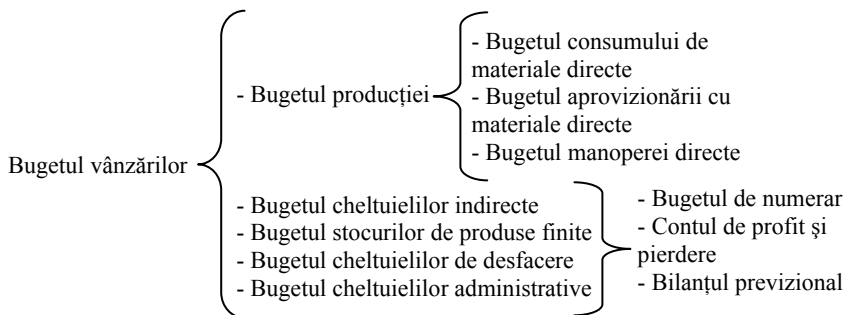 - Bugetul consumului de
materiale directe
- Bugetul producției
- Bugetul aprovizionării cu
materiale directe
- Bugetul manoperei directe
Bugetul vânzărilor
- Bugetul cheltuielilor indirecte
- Bugetul stocurilor de produse finite
- Bugetul cheltuielilor de desfacere
- Bugetul cheltuielilor administrative
- Bugetul de numerar
- Contul de profit şi
pierdere
- Bilanțul previzional